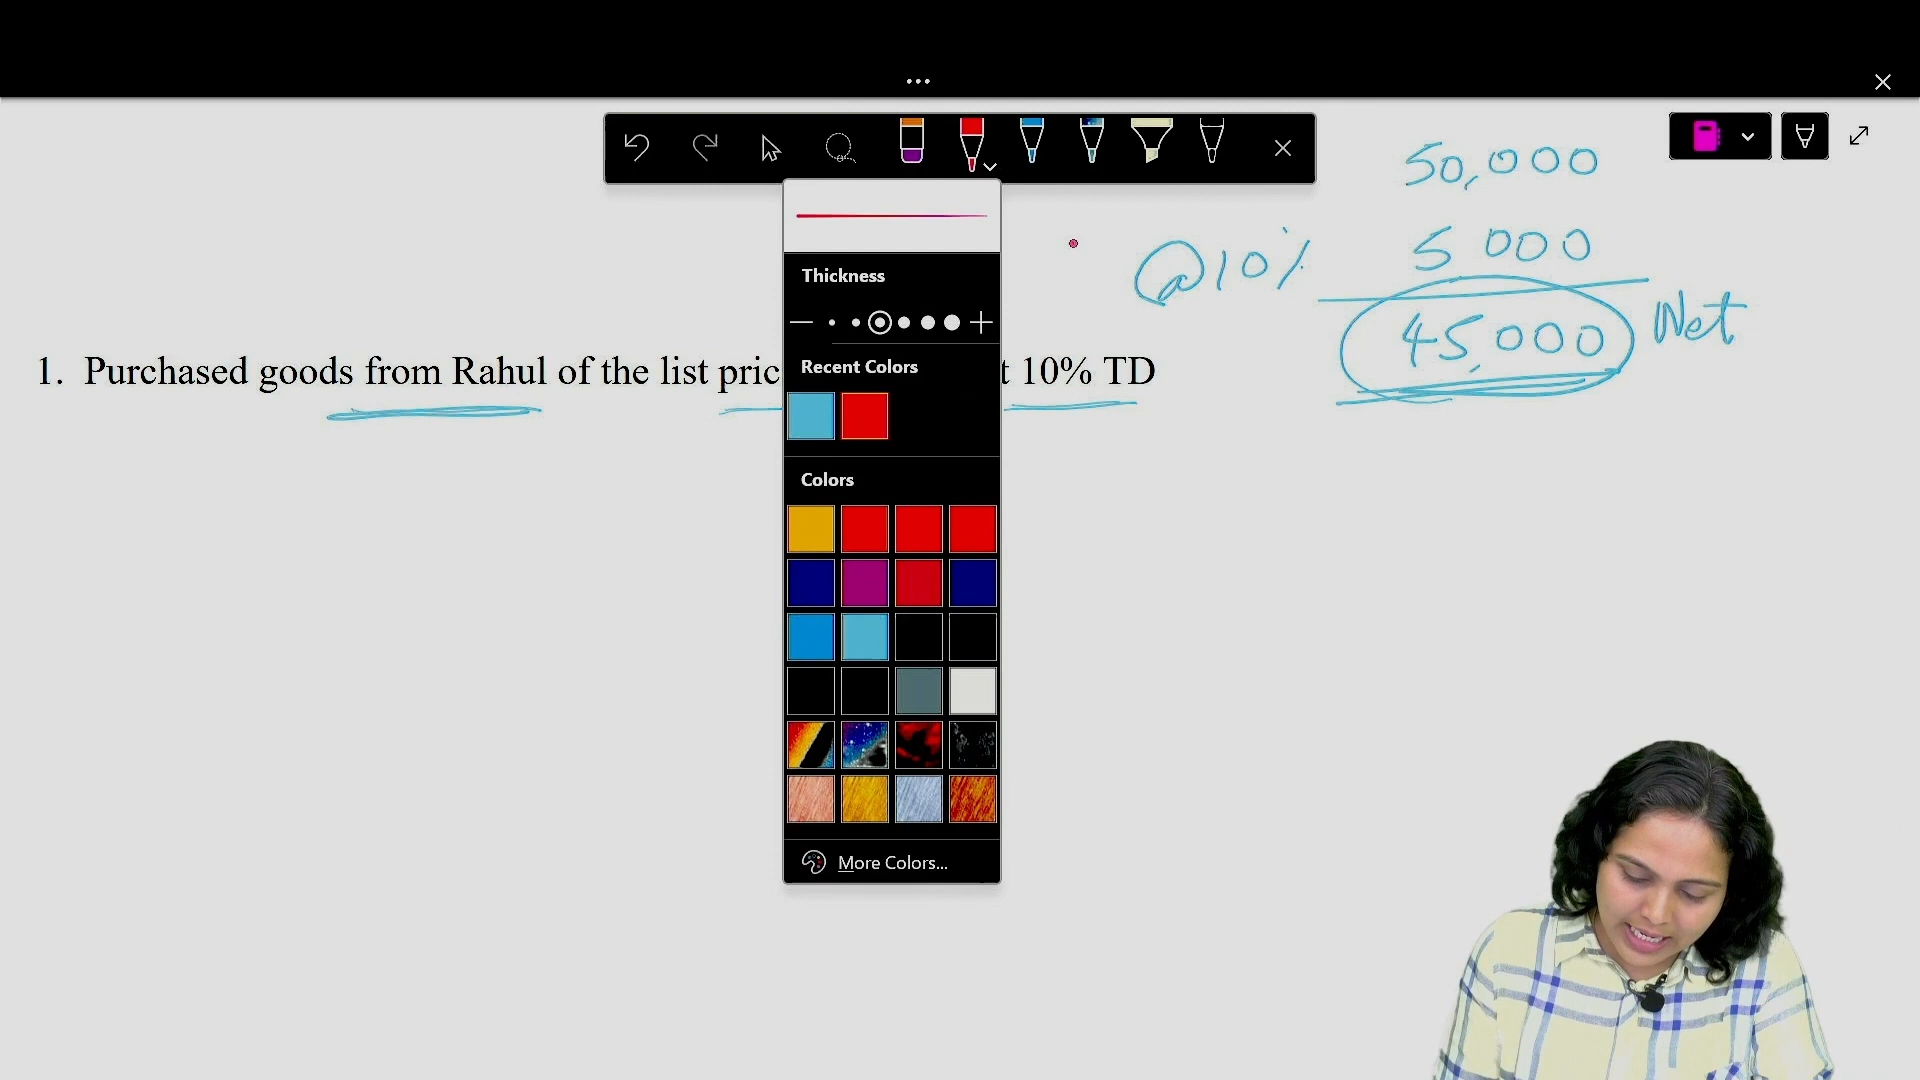 50,000
@10% 5 000
45,000 Net
Thickness
1. Purchased goods from Rahul of the list pric t 10% TD
Recent Colors
Colors
More Colors...